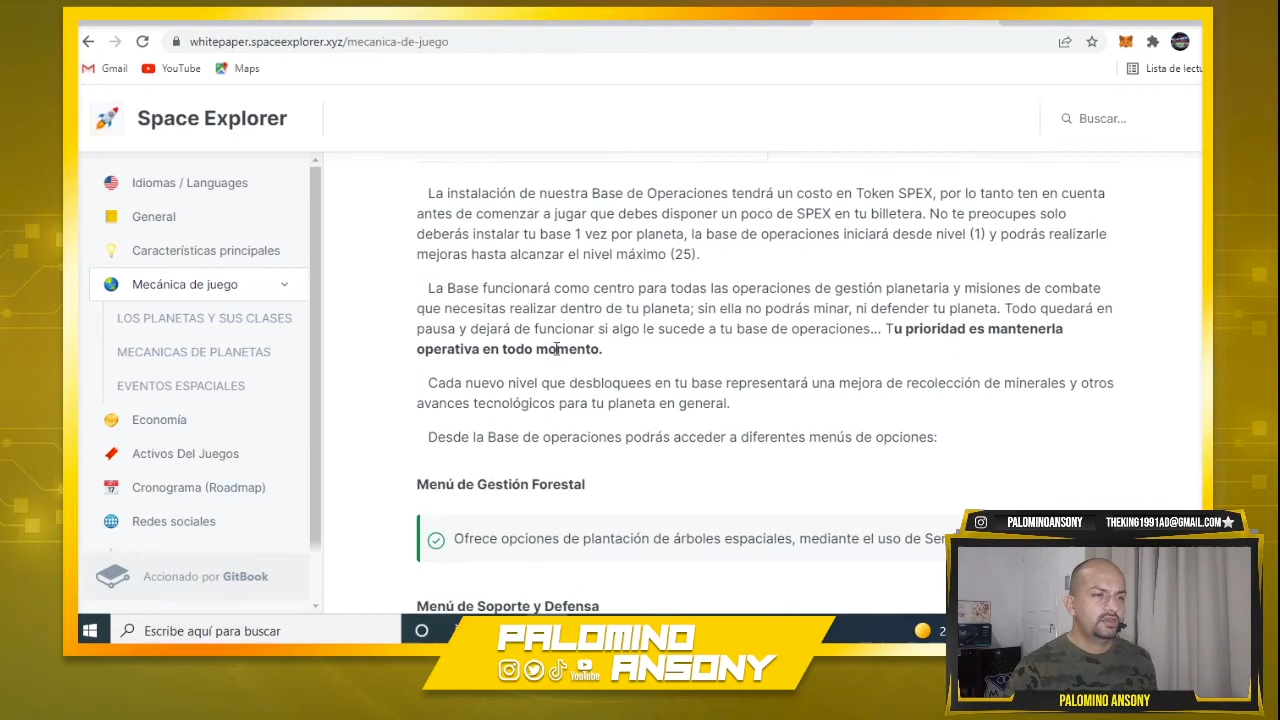 whitepaper.spaceexplorer.xyz/mecanica-de-juego
Gmail
YouTube
Maps
Lista de lectu
Space Explorer
Buscar...
Idiomas / Languages
General
Características principales
Mecánica de juego
LOS PLANETAS Y SUS CLASES
MECANICAS DE PLANETAS
EVENTOS ESPACIALES
Economía
Activos Del Juegos
Cronograma (Roadmap)
Redes sociales
Accionado por GitBook
La instalación de nuestra Base de Operaciones tendrá un costo en Token SPEX, por lo tanto ten en cuenta
antes de comenzar a jugar que debes disponer un poco de SPEX en tu billetera. No te preocupes solo
deberás instalar tu base 1 vez por planeta, la base de operaciones iniciará desde nivel (1) y podrás realizarle
mejoras hasta alcanzar el nivel máximo (25).
La Base funcionará como centro para todas las operaciones de gestión planetaria y misiones de combate
que necesitas realizar dentro de tu planeta; sin ella no podrás minar, ni defender tu planeta. Todo quedará en
pausa y dejará de funcionar si algo le sucede a tu base de operaciones... Tu prioridad es mantenerla
operativa en todo momento.
Cada nuevo nivel que desbloquees en tu base representará una mejora de recolección de minerales y otros
avances tecnológicos para tu planeta en general.
Desde la Base de operaciones podrás acceder a diferentes menús de opciones:
Menú de Gestión Forestal
Ofrece opciones de plantación de árboles espaciales, mediante el uso de Ser
Menú de Soporte y Defensa
Escribe aquí para buscar
2
PALOMINOANSONY
THEKING1991AD@GMAIL.COM
PALOMINO
ANSONY
YouTube
PALOMINO ANSONY